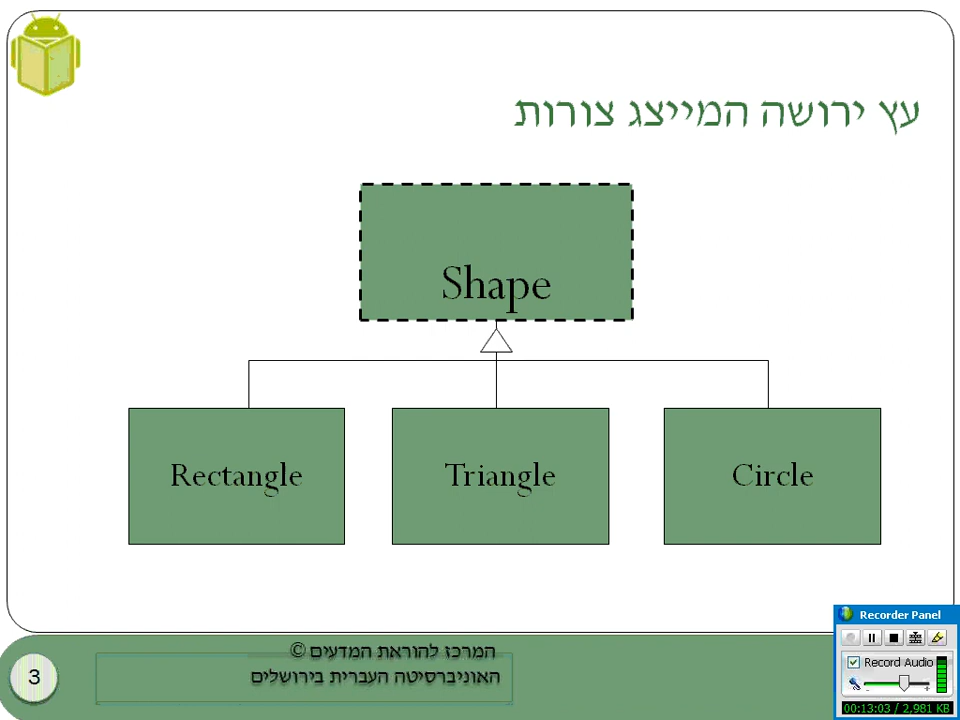 עץ ירושה המייצג צורות
Shape
Rectangle
Triangle
Circle
המרכז להוראת המדעים ©
האוניברסיטה העברית בירושלים
3
Recorder Panel
Record Audio
- +
00:13:03 / 2,981 KB